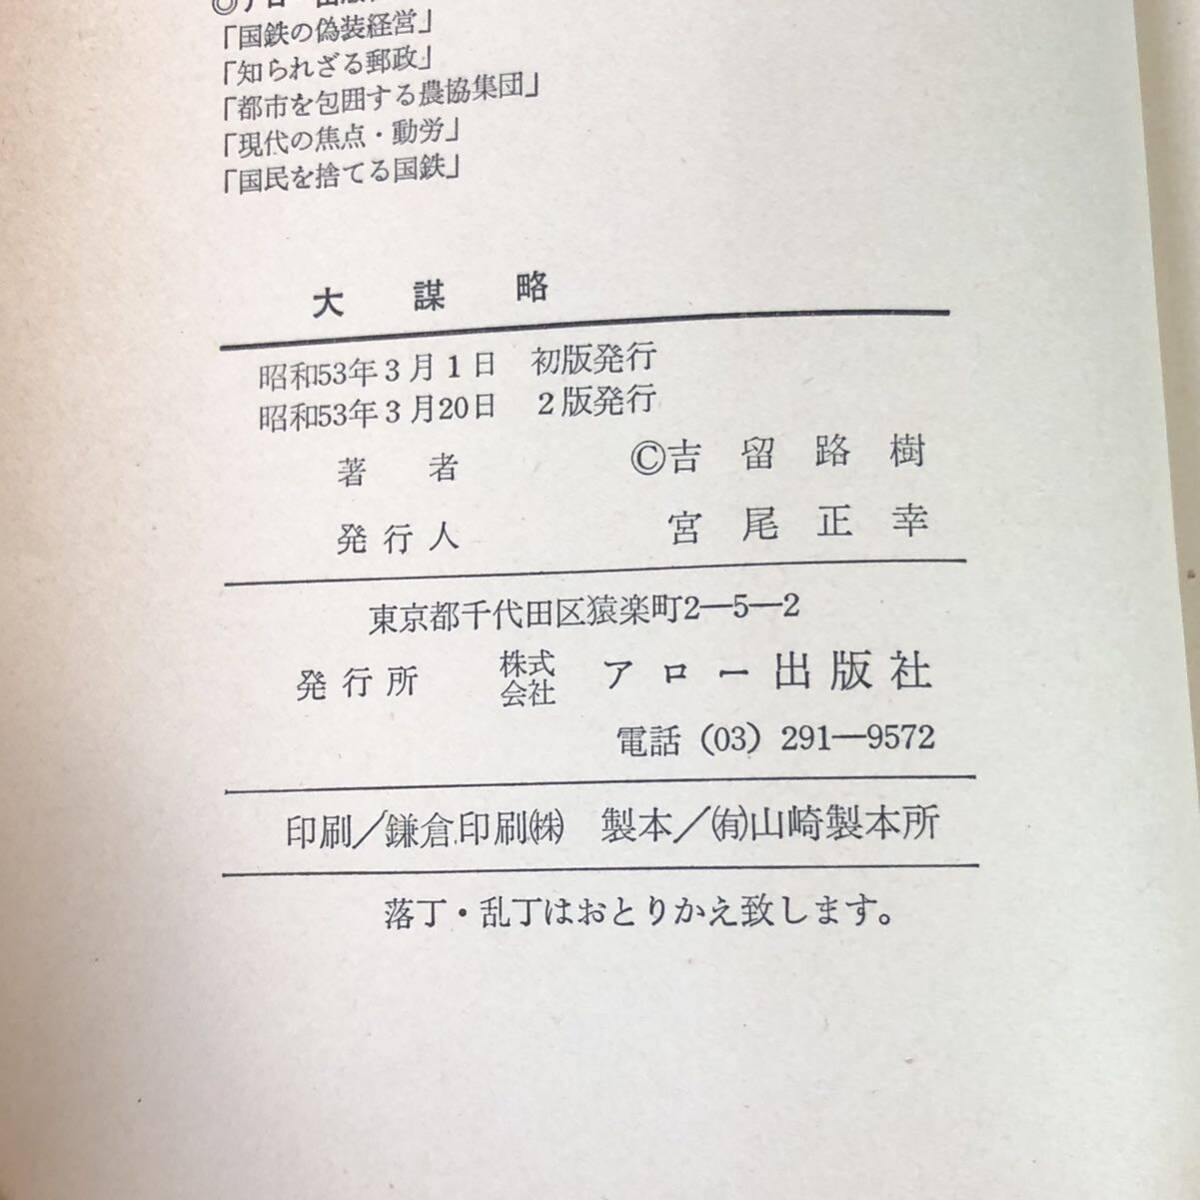 「国鉄の偽装経営」
「知られざる郵政」
「都市を包囲する農協集団」
「現代の焦点・動労」
「国民を捨てる国鉄」
大謀略
昭和53年3月1日 初版発行
昭和53年3月20日 2版発行
著者 ©吉留路樹
発行人 宮尾正幸
東京都千代田区猿楽町2—5—2
発行所 株式会社 アロー出版社
電話(03)291—9572
印刷/鎌倉印刷㈱ 製本/㈲山崎製本所
落丁・乱丁はおとりかえ致します。